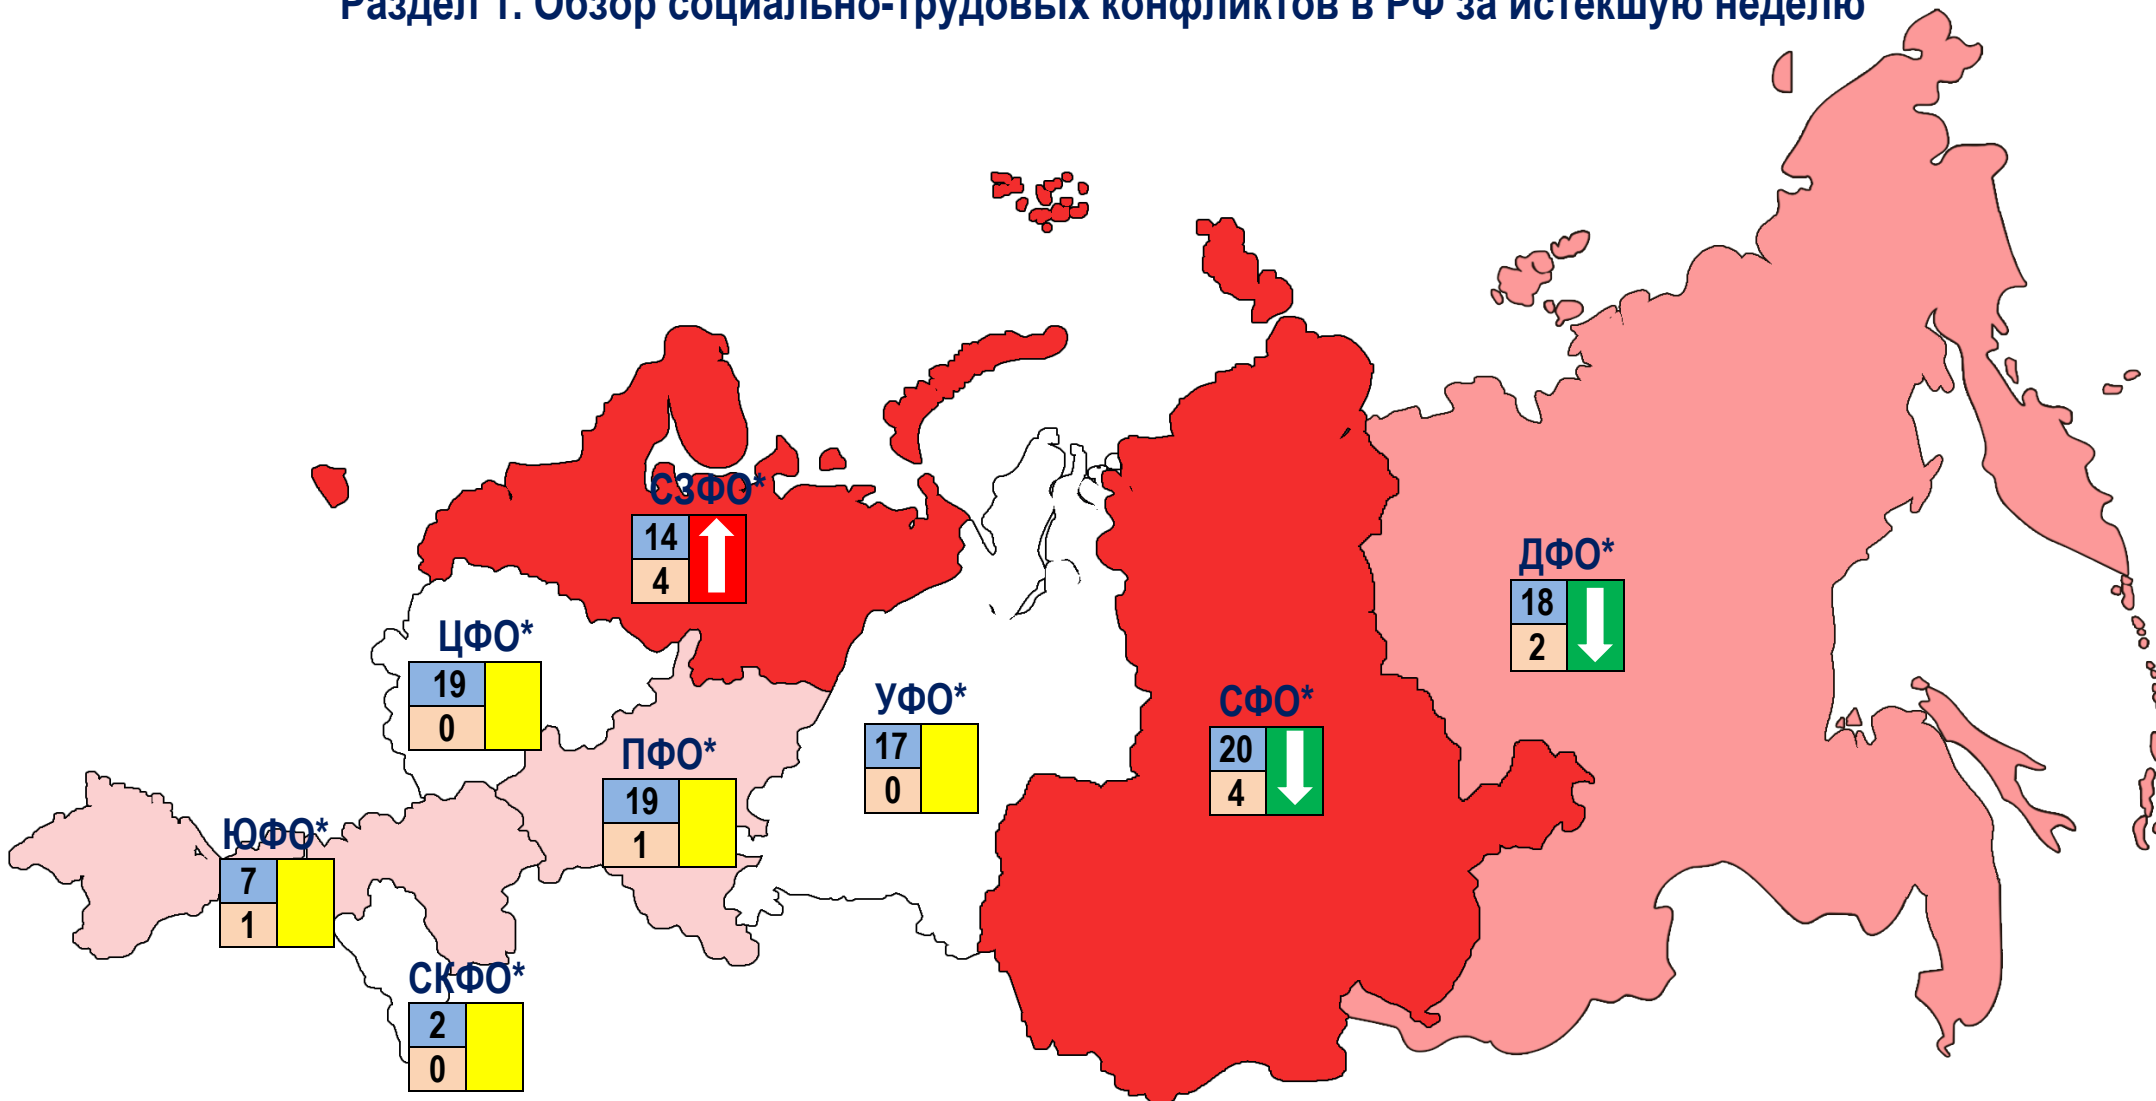 Раздел 1. Обзор социально-трудовых конфликтов в РФ за истекшую неделю
СЗФО*
14
4
ДФО*
18
2
ЦФО*
19
0
УФО*
17
0
СФО*
20
4
ПФО*
19
1
ЮФО*
7
1
СКФО*
2
0